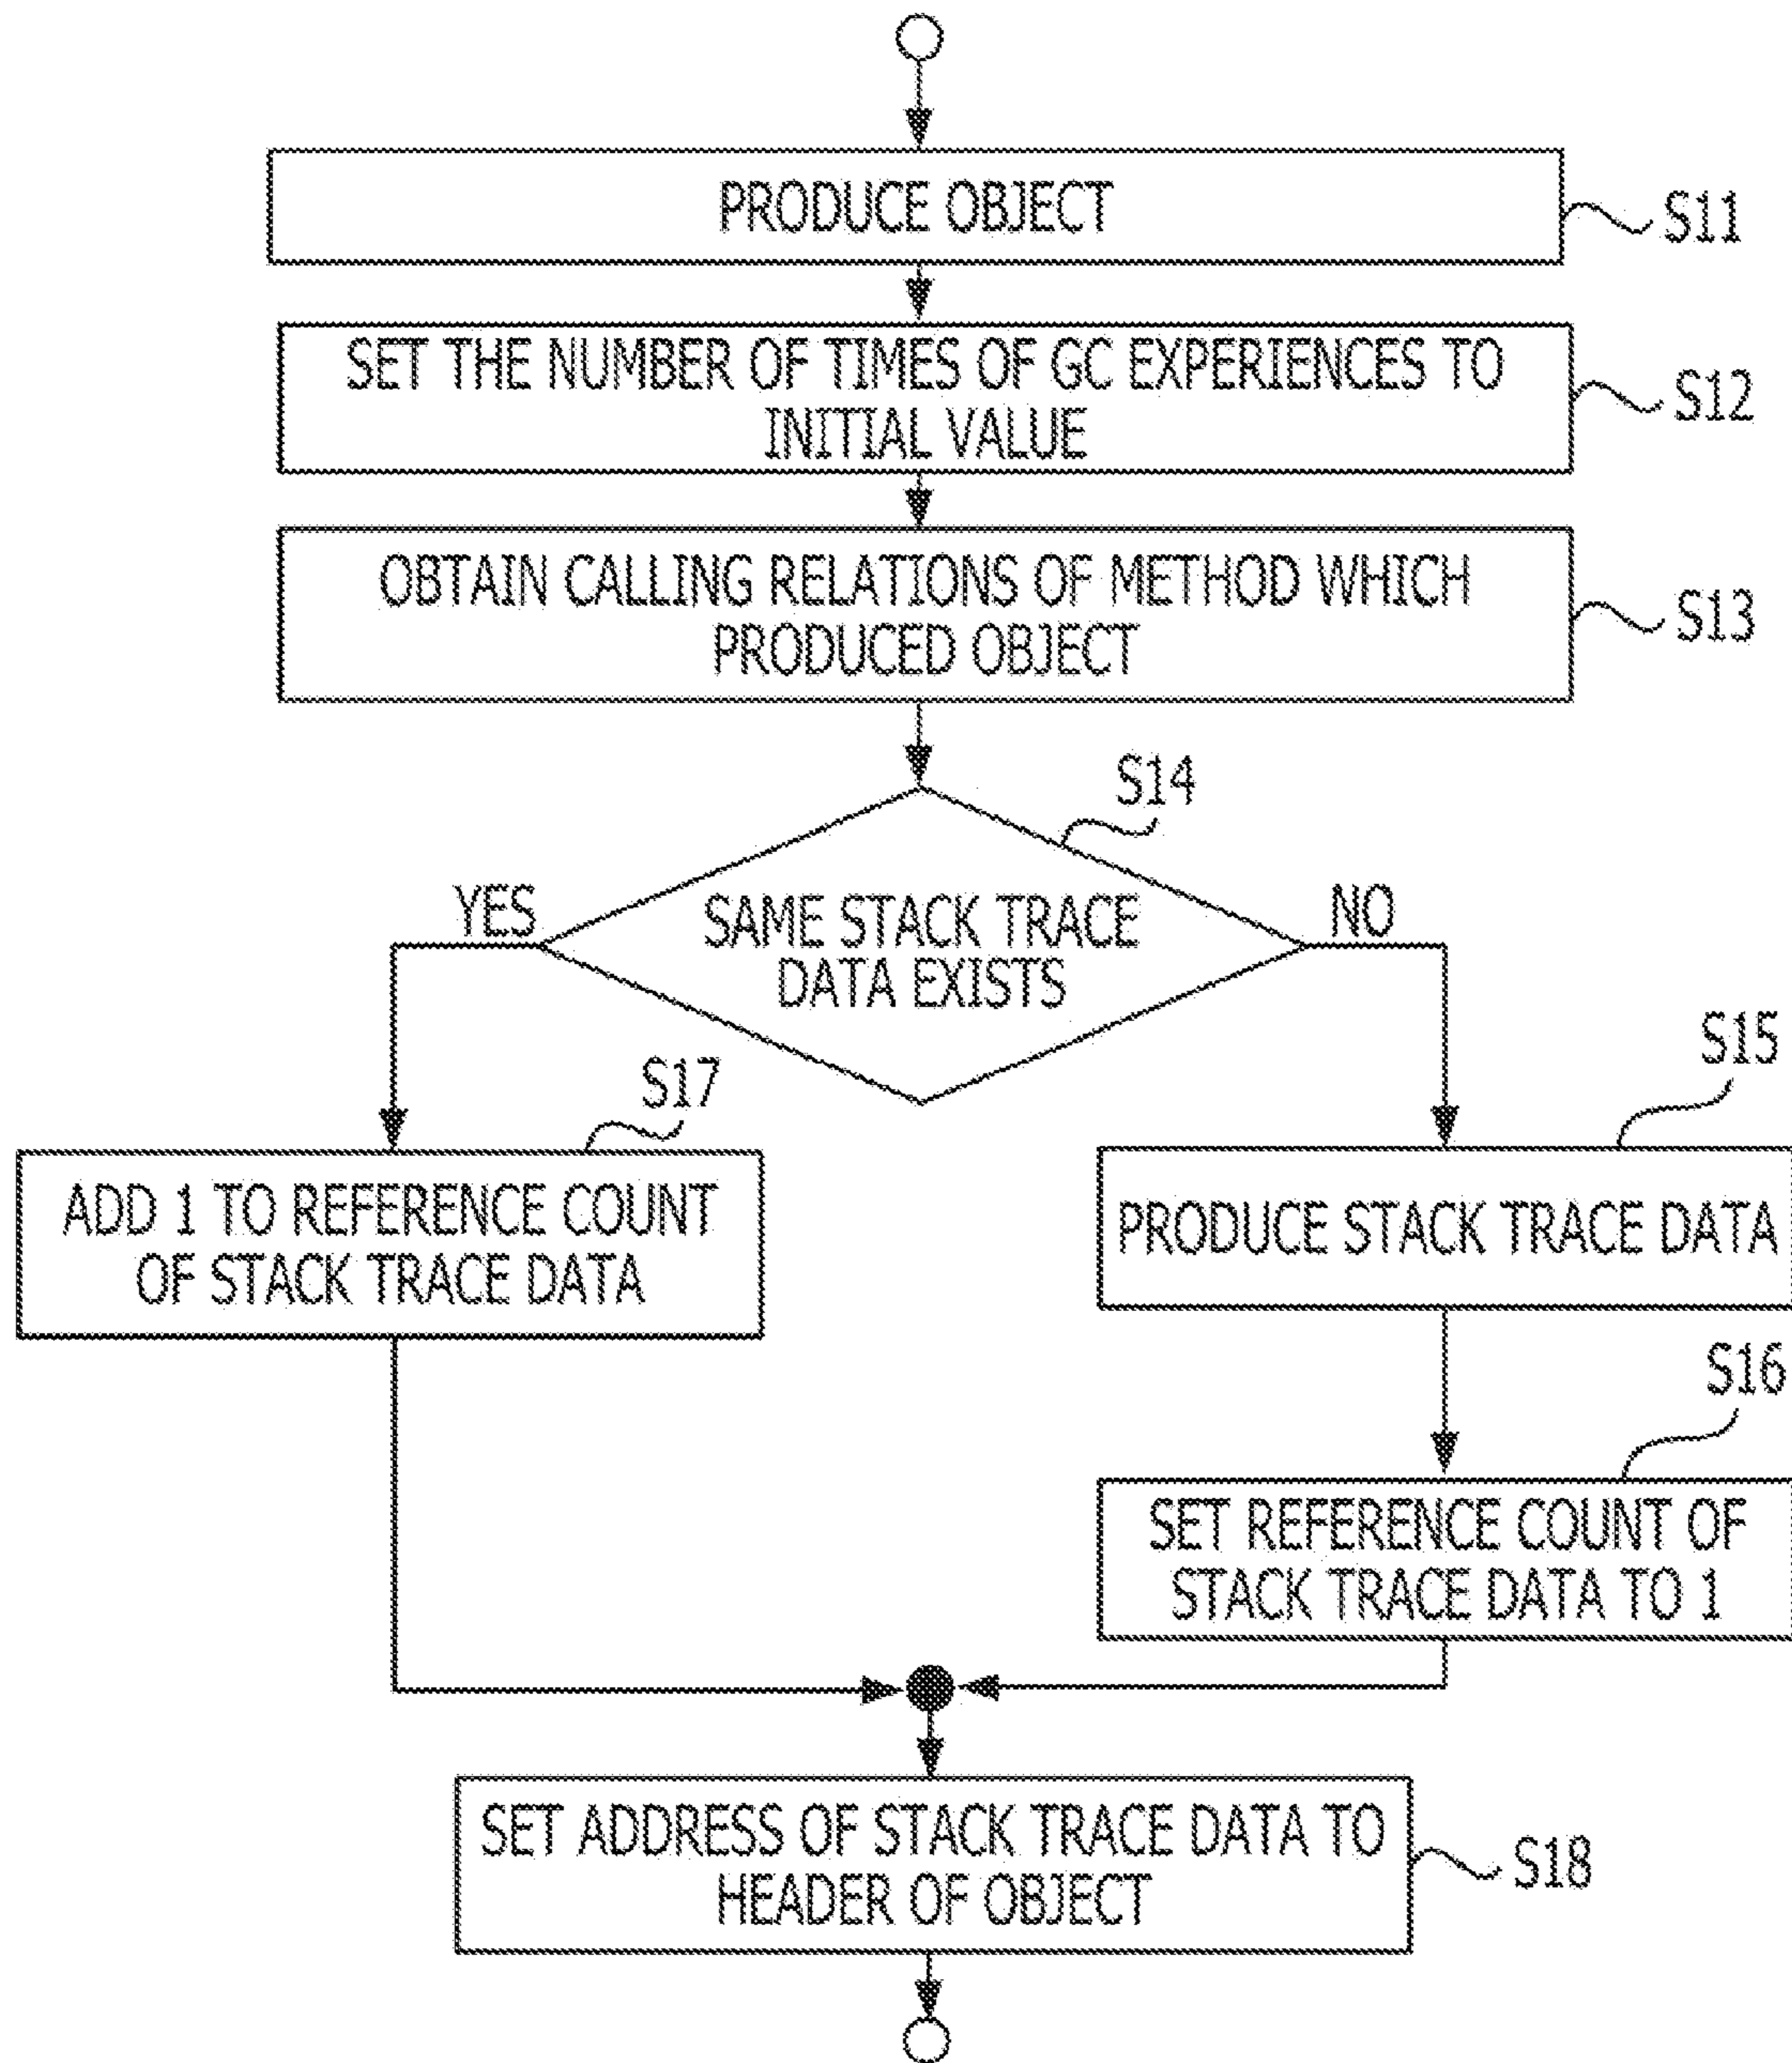 PRODUCE OBJECT
S11
SET THE NUMBER OF TIMES OF GC EXPERIENCES TO
INITIAL VALUE
S12
OBTAIN CALLING RELATIONS OF METHOD WHICH
PRODUCED OBJECT
S13
S14
SAME STACK TRACE
DATA EXISTS
YES
NO
S17
ADD 1 TO REFERENCE COUNT
OF STACK TRACE DATA
S15
PRODUCE STACK TRACE DATA
S16
SET REFERENCE COUNT OF
STACK TRACE DATA TO 1
SET ADDRESS OF STACK TRACE DATA TO
HEADER OF OBJECT
S18